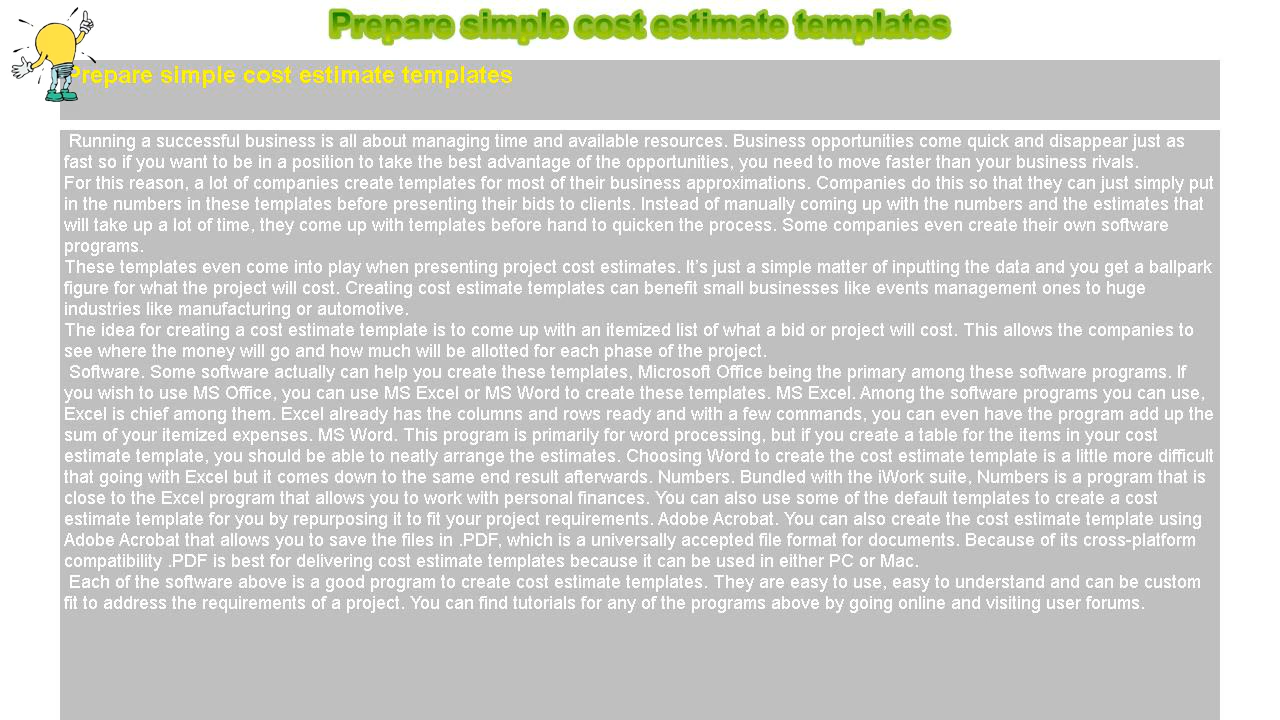 Prepare simple cost estimate templates
Prepare simple cost estimate templates
Running a successful business is all about managing time and available resources. Business opportunities come quick and disappear just as
fast so if you want to be in a position to take the best advantage of the opportunities, you need to move faster than your business rivals.
For this reason, a lot of companies create templates for most of their business approximations. Companies do this so that they can just simply put
in the numbers in these templates before presenting their bids to clients. Instead of manually coming up with the numbers and the estimates that
will take up a lot of time, they come up with templates before hand to quicken the process. Some companies even create their own software
programs.
These templates even come into play when presenting project cost estimates. It’s just a simple matter of inputting the data and you get a ballpark
figure for what the project will cost. Creating cost estimate templates can benefit small businesses like events management ones to huge
industries like manufacturing or automotive.
The idea for creating a cost estimate template is to come up with an itemized list of what a bid or project will cost. This allows the companies to
see where the money will go and how much will be allotted for each phase of the project.
Software. Some software actually can help you create these templates, Microsoft Office being the primary among these software programs. If
you wish to use MS Office, you can use MS Excel or MS Word to create these templates. MS Excel. Among the software programs you can use,
Excel is chief among them. Excel already has the columns and rows ready and with a few commands, you can even have the program add up the
sum of your itemized expenses. MS Word. This program is primarily for word processing, but if you create a table for the items in your cost
estimate template, you should be able to neatly arrange the estimates. Choosing Word to create the cost estimate template is a little more difficult
that going with Excel but it comes down to the same end result afterwards. Numbers. Bundled with the iWork suite, Numbers is a program that is
close to the Excel program that allows you to work with personal finances. You can also use some of the default templates to create a cost
estimate template for you by repurposing it to fit your project requirements. Adobe Acrobat. You can also create the cost estimate template using
Adobe Acrobat that allows you to save the files in .PDF, which is a universally accepted file format for documents. Because of its cross-platform
compatibility .PDF is best for delivering cost estimate templates because it can be used in either PC or Mac.
Each of the software above is a good program to create cost estimate templates. They are easy to use, easy to understand and can be custom
fit to address the requirements of a project. You can find tutorials for any of the programs above by going online and visiting user forums.